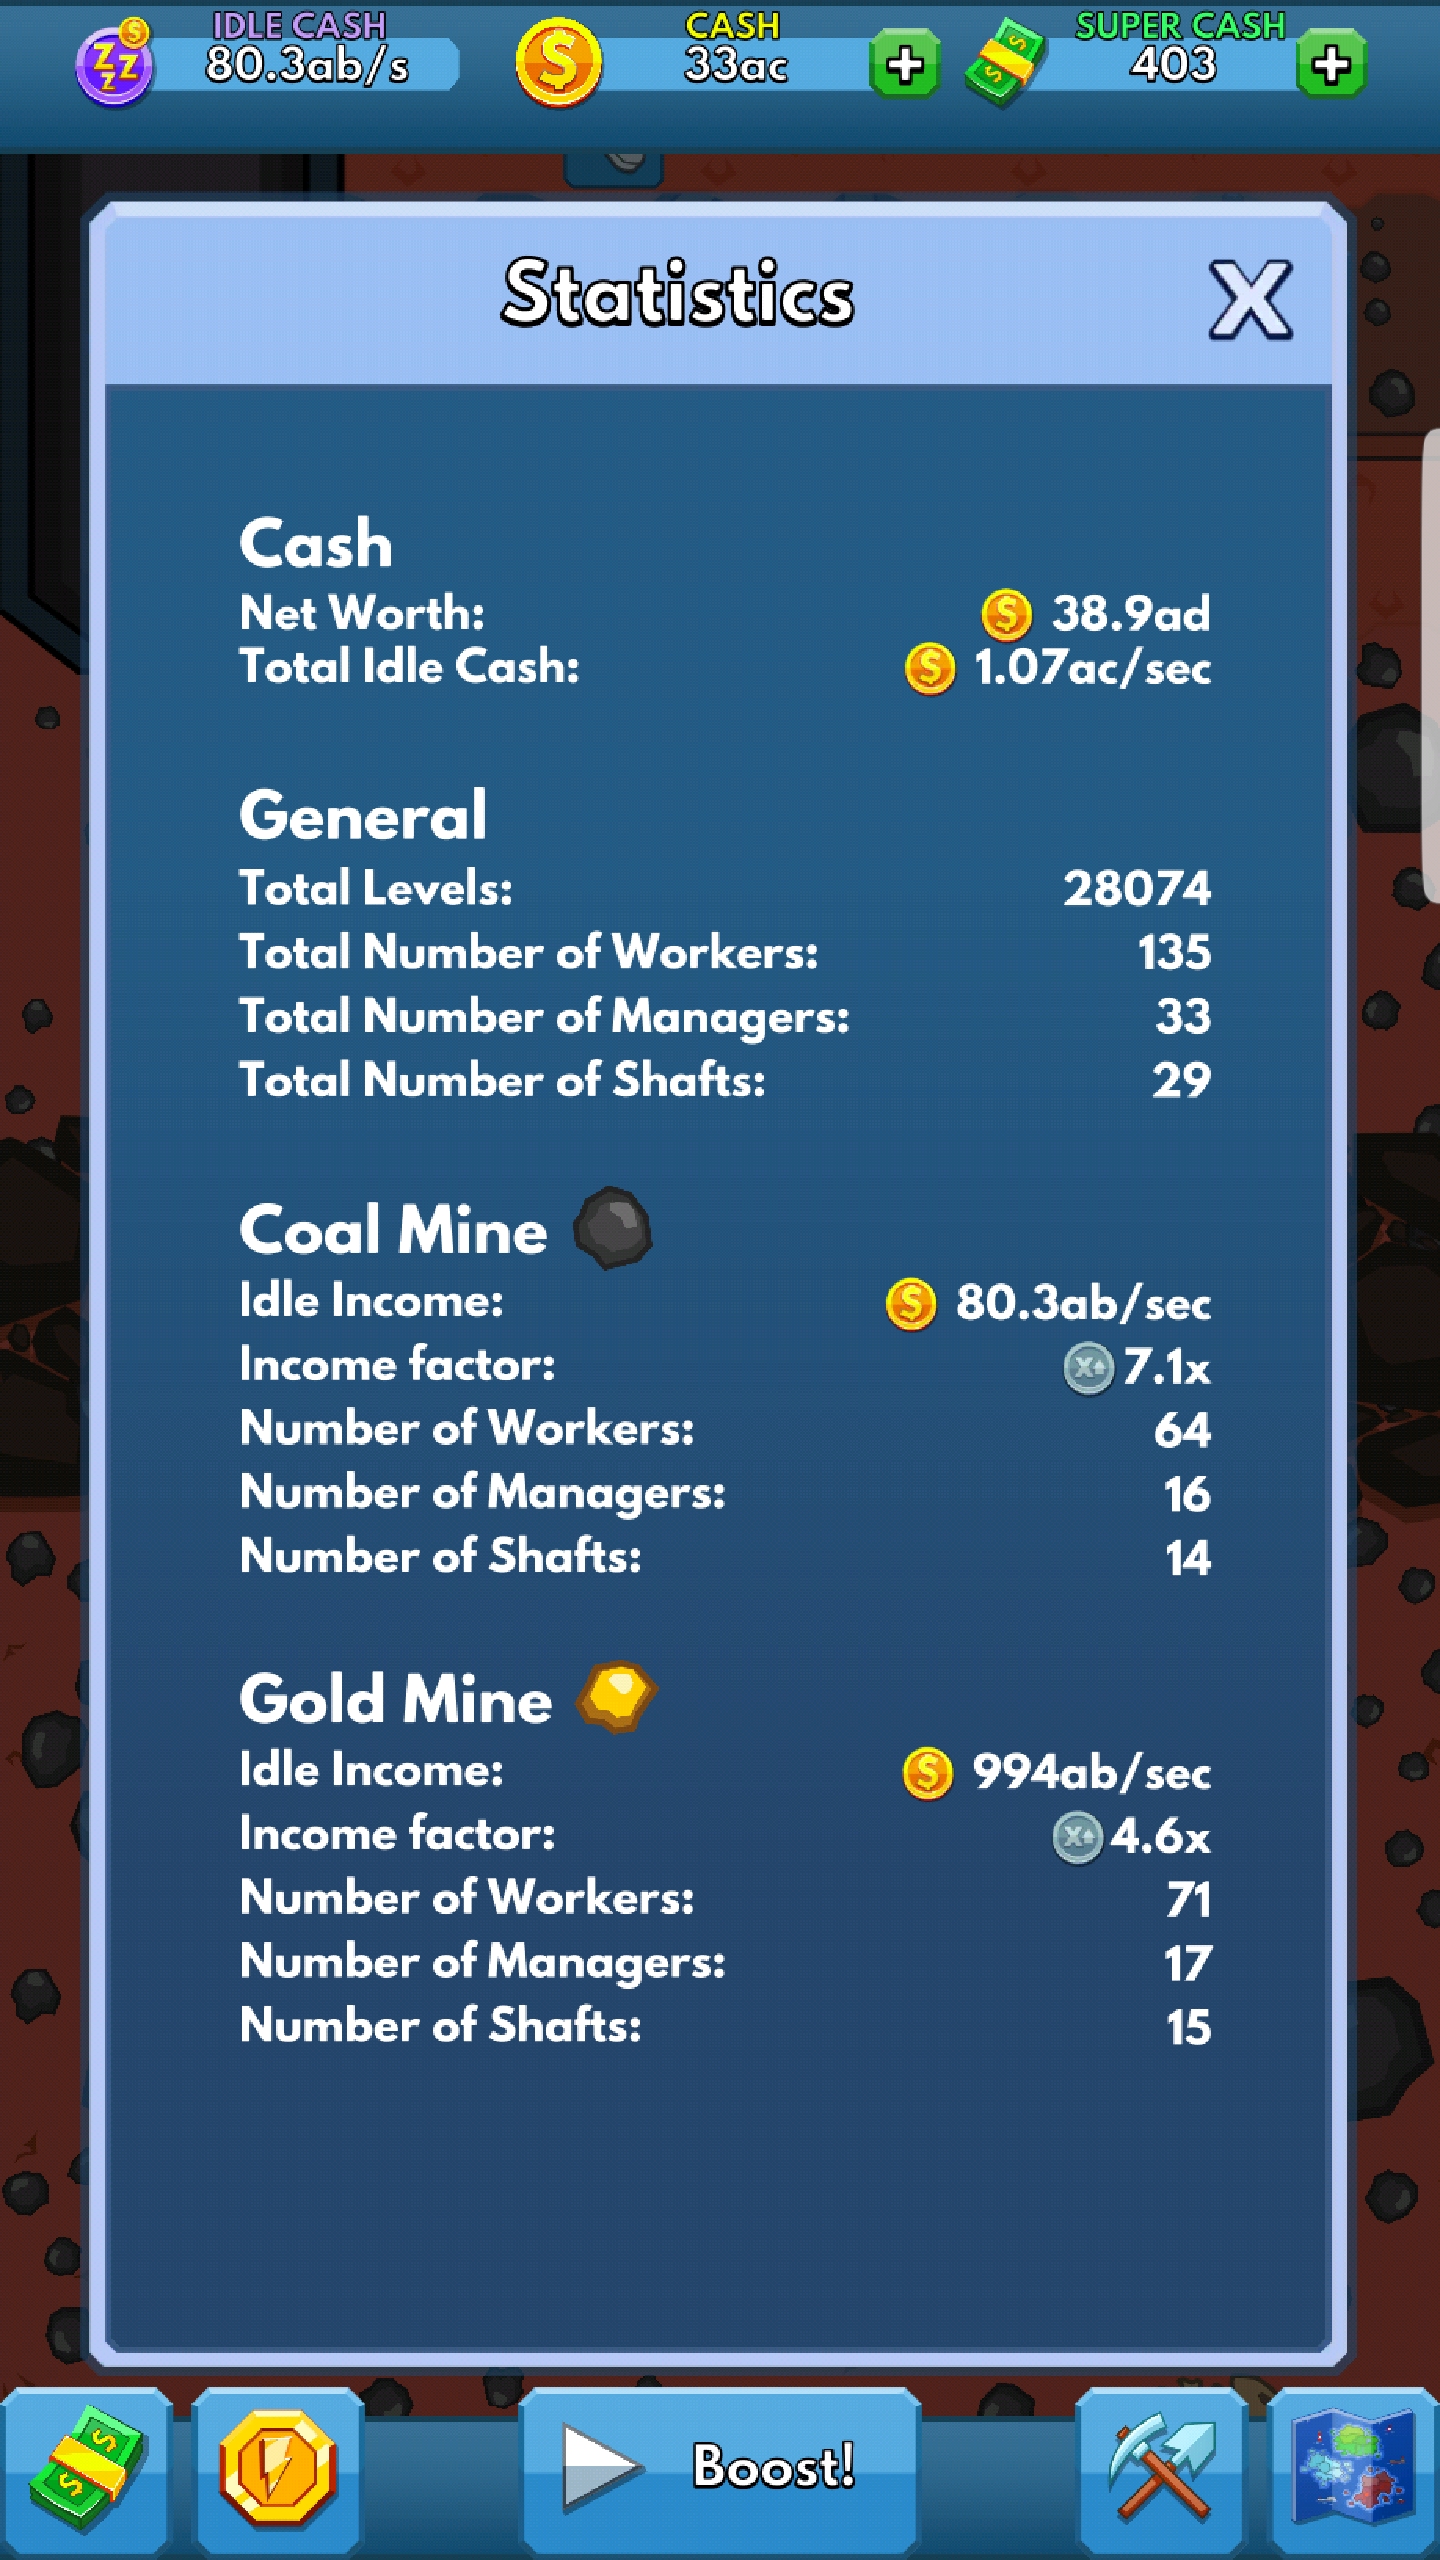 IDLE CASH CASH SUPER CASH
80.3ab/s 33ac 403
Statistics X
Cash
Net Worth: 38.9ad
Total Idle Cash: 1.07ac/sec
General
Total Levels: 28074
Total Number of Workers: 135
Total Number of Managers: 33
Total Number of Shafts: 29
Coal Mine
Idle Income: 80.3ab/sec
Income factor: 7.1x
Number of Workers: 64
Number of Managers: 16
Number of Shafts: 14
Gold Mine
Idle Income: 994ab/sec
Income factor: 4.6x
Number of Workers: 71
Number of Managers: 17
Number of Shafts: 15
Boost!